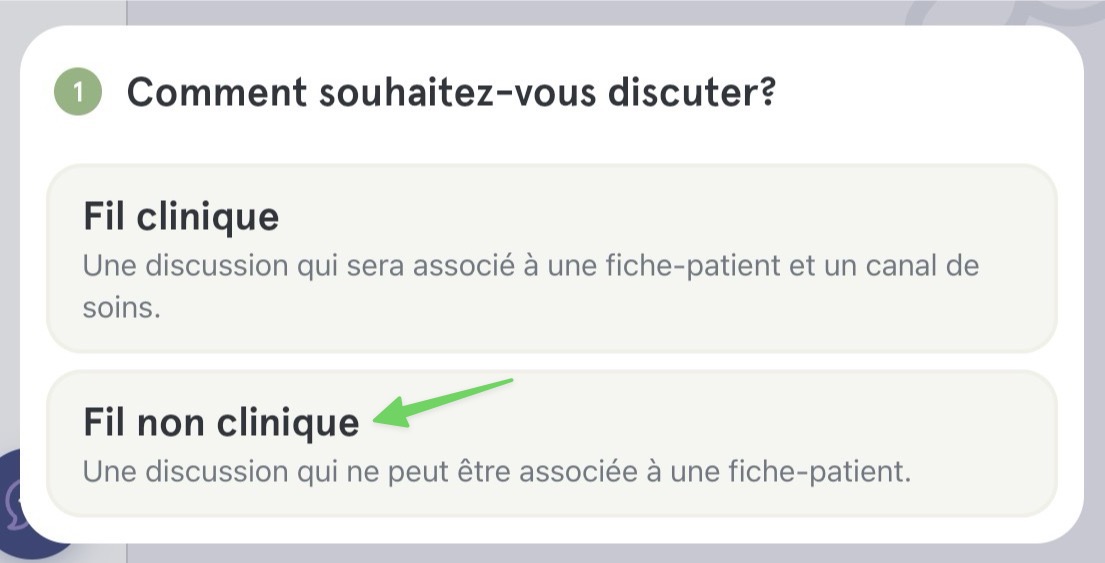 1 Comment souhaitez-vous discuter?
Fil clinique
Une discussion qui sera associé à une fiche-patient et un canal de
soins.
Fil non clinique
Une discussion qui ne peut être associée à une fiche-patient.